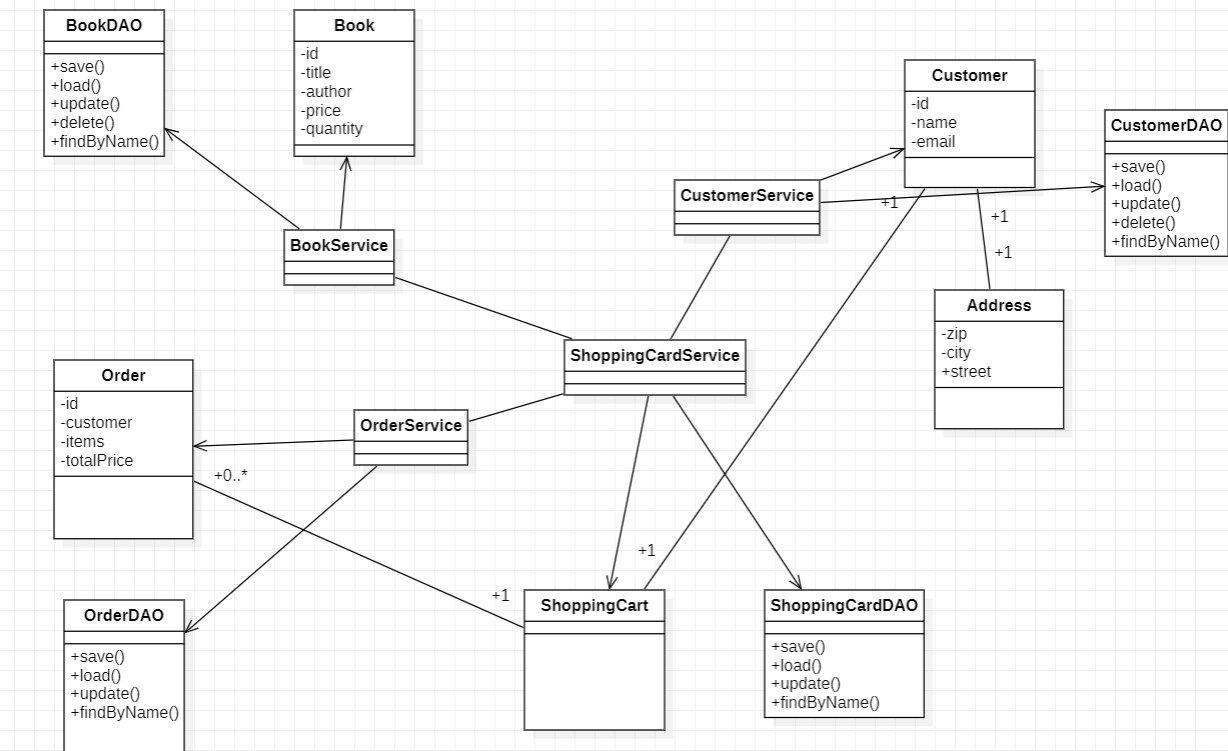 BookDAO
+save()
+load()
+update()
+delete()
+findByName()
Book
-id
-title
-author
-price
-quantity
Customer
-id
-name
-email
CustomerDAO
+save()
+load()
+update()
+delete()
+findByName()
CustomerService
+1
+1
+1
BookService
Address
-zip
-city
+street
ShoppingCardService
Order
-id
-customer
-items
-totalPrice
OrderService
+0..*
+1
+1
OrderDAO
+save()
+load()
+update()
+findByName()
ShoppingCart
ShoppingCardDAO
+save()
+load()
+update()
+findByName()